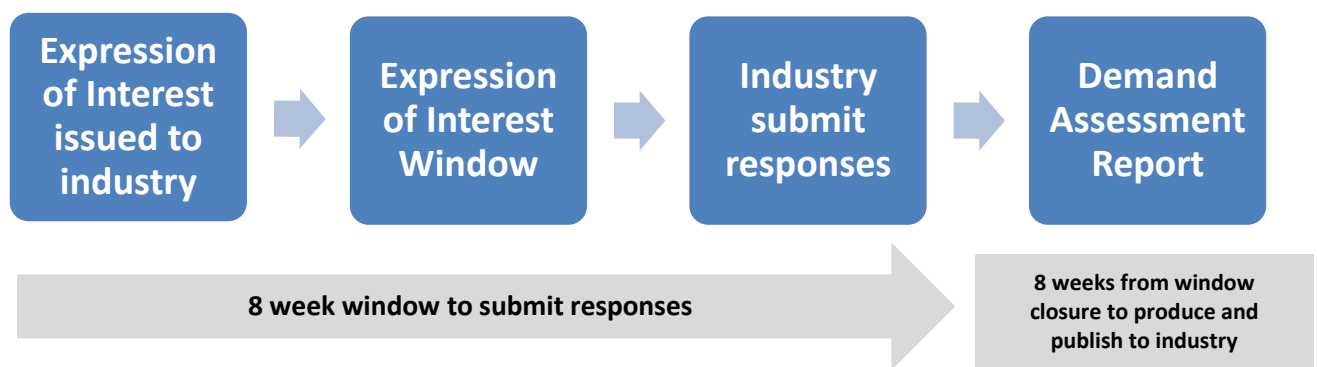 Expression
of Interest
issued to
industry
Expression
of Interest
Window
Industry
submit
responses
Demand
Assessment
Report
8 week window to submit responses
8 weeks from window
closure to produce and
publish to industry